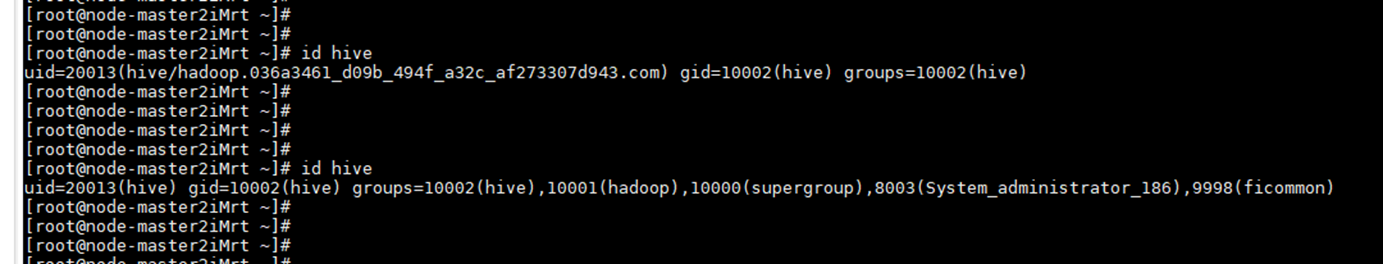 [root@node-master2iMrt ~]#
[root@node-master2iMrt ~]#
[root@node-master2iMrt ~]# id hive
uid=20013(hive/hadoop.036a3461_d09b_494f_a32c_af273307d943.com) gid=10002(hive) groups=10002(hive)
[root@node-master2iMrt ~]#
[root@node-master2iMrt ~]#
[root@node-master2iMrt ~]#
[root@node-master2iMrt ~]#
[root@node-master2iMrt ~]# id hive
uid=20013(hive) gid=10002(hive) groups=10002(hive),10001(hadoop),10000(supergroup),8003(System_administrator_186),9998(ficommon)
[root@node-master2iMrt ~]#
[root@node-master2iMrt ~]#
[root@node-master2iMrt ~]#
[root@node-master2iMrt ~]#